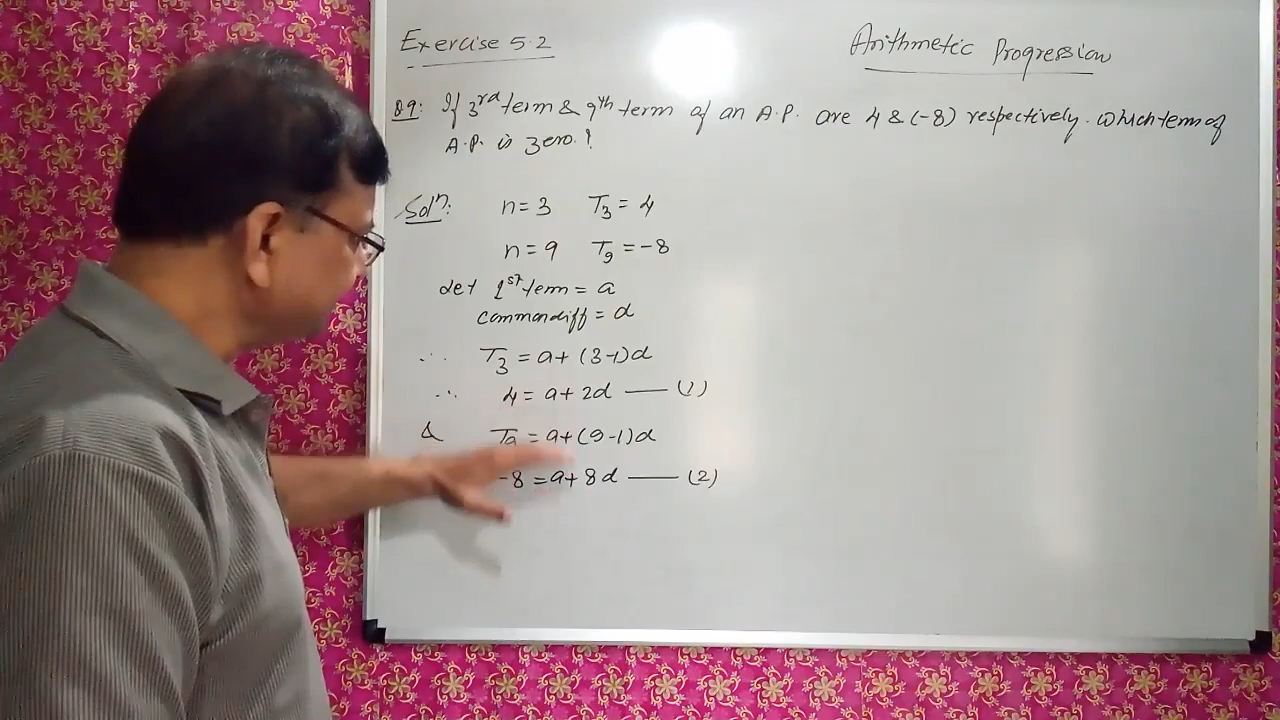 Exercise 5.2
Arithmetic Progression
Q9: If 3rd term & 9th term of an A.P. are 4 & (-8) respectively. which term of
A.P. is zero.?
Solⁿ: n=3 T₃ = 4
n=9 T₉ = -8
Let 1st term = a
common diff = d
∴ T₃ = a+(3-1)d
∴ 4 = a+2d —— (1)
& T₉ = a+(9-1)d
-8 = a+8d —— (2)